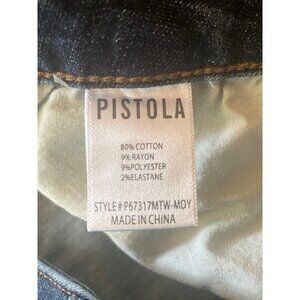 PISTOLA
80% COTTON
9% RAYON
9% POLYESTER
2% ELASTANE
STYLE # P67317MTW-MDY
MADE IN CHINA